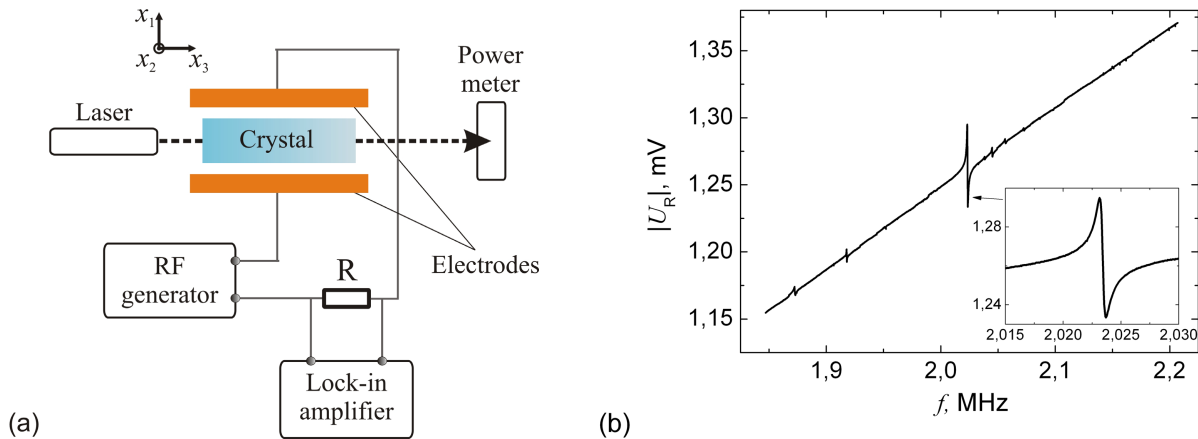 x1
x2
x3
Laser
Crystal
Power
meter
Electrodes
RF
generator
R
Lock-in
amplifier
(a)
|UR|, mV
1,35
1,30
1,25
1,20
1,15
1,9
2,0
2,1
2,2
f, MHz
1,28
1,24
2,015
2,020
2,025
2,030
(b)